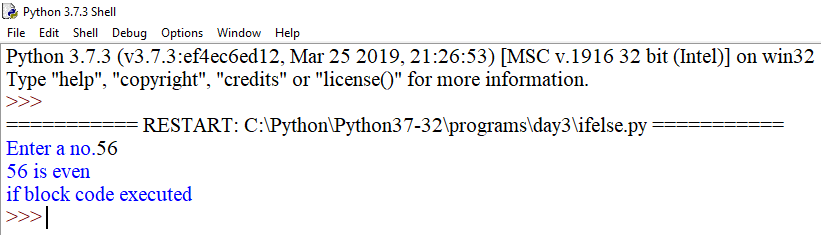 Python 3.7.3 Shell
File Edit Shell Debug Options Window Help
Python 3.7.3 (v3.7.3:ef4ec6ed12, Mar 25 2019, 21:26:53) [MSC v.1916 32 bit (Intel)] on win32
Type "help", "copyright", "credits" or "license()" for more information.
>>>
=========== RESTART: C:\Python\Python37-32\programs\day3\ifelse.py ===========
Enter a no.56
56 is even
if block code executed
>>>